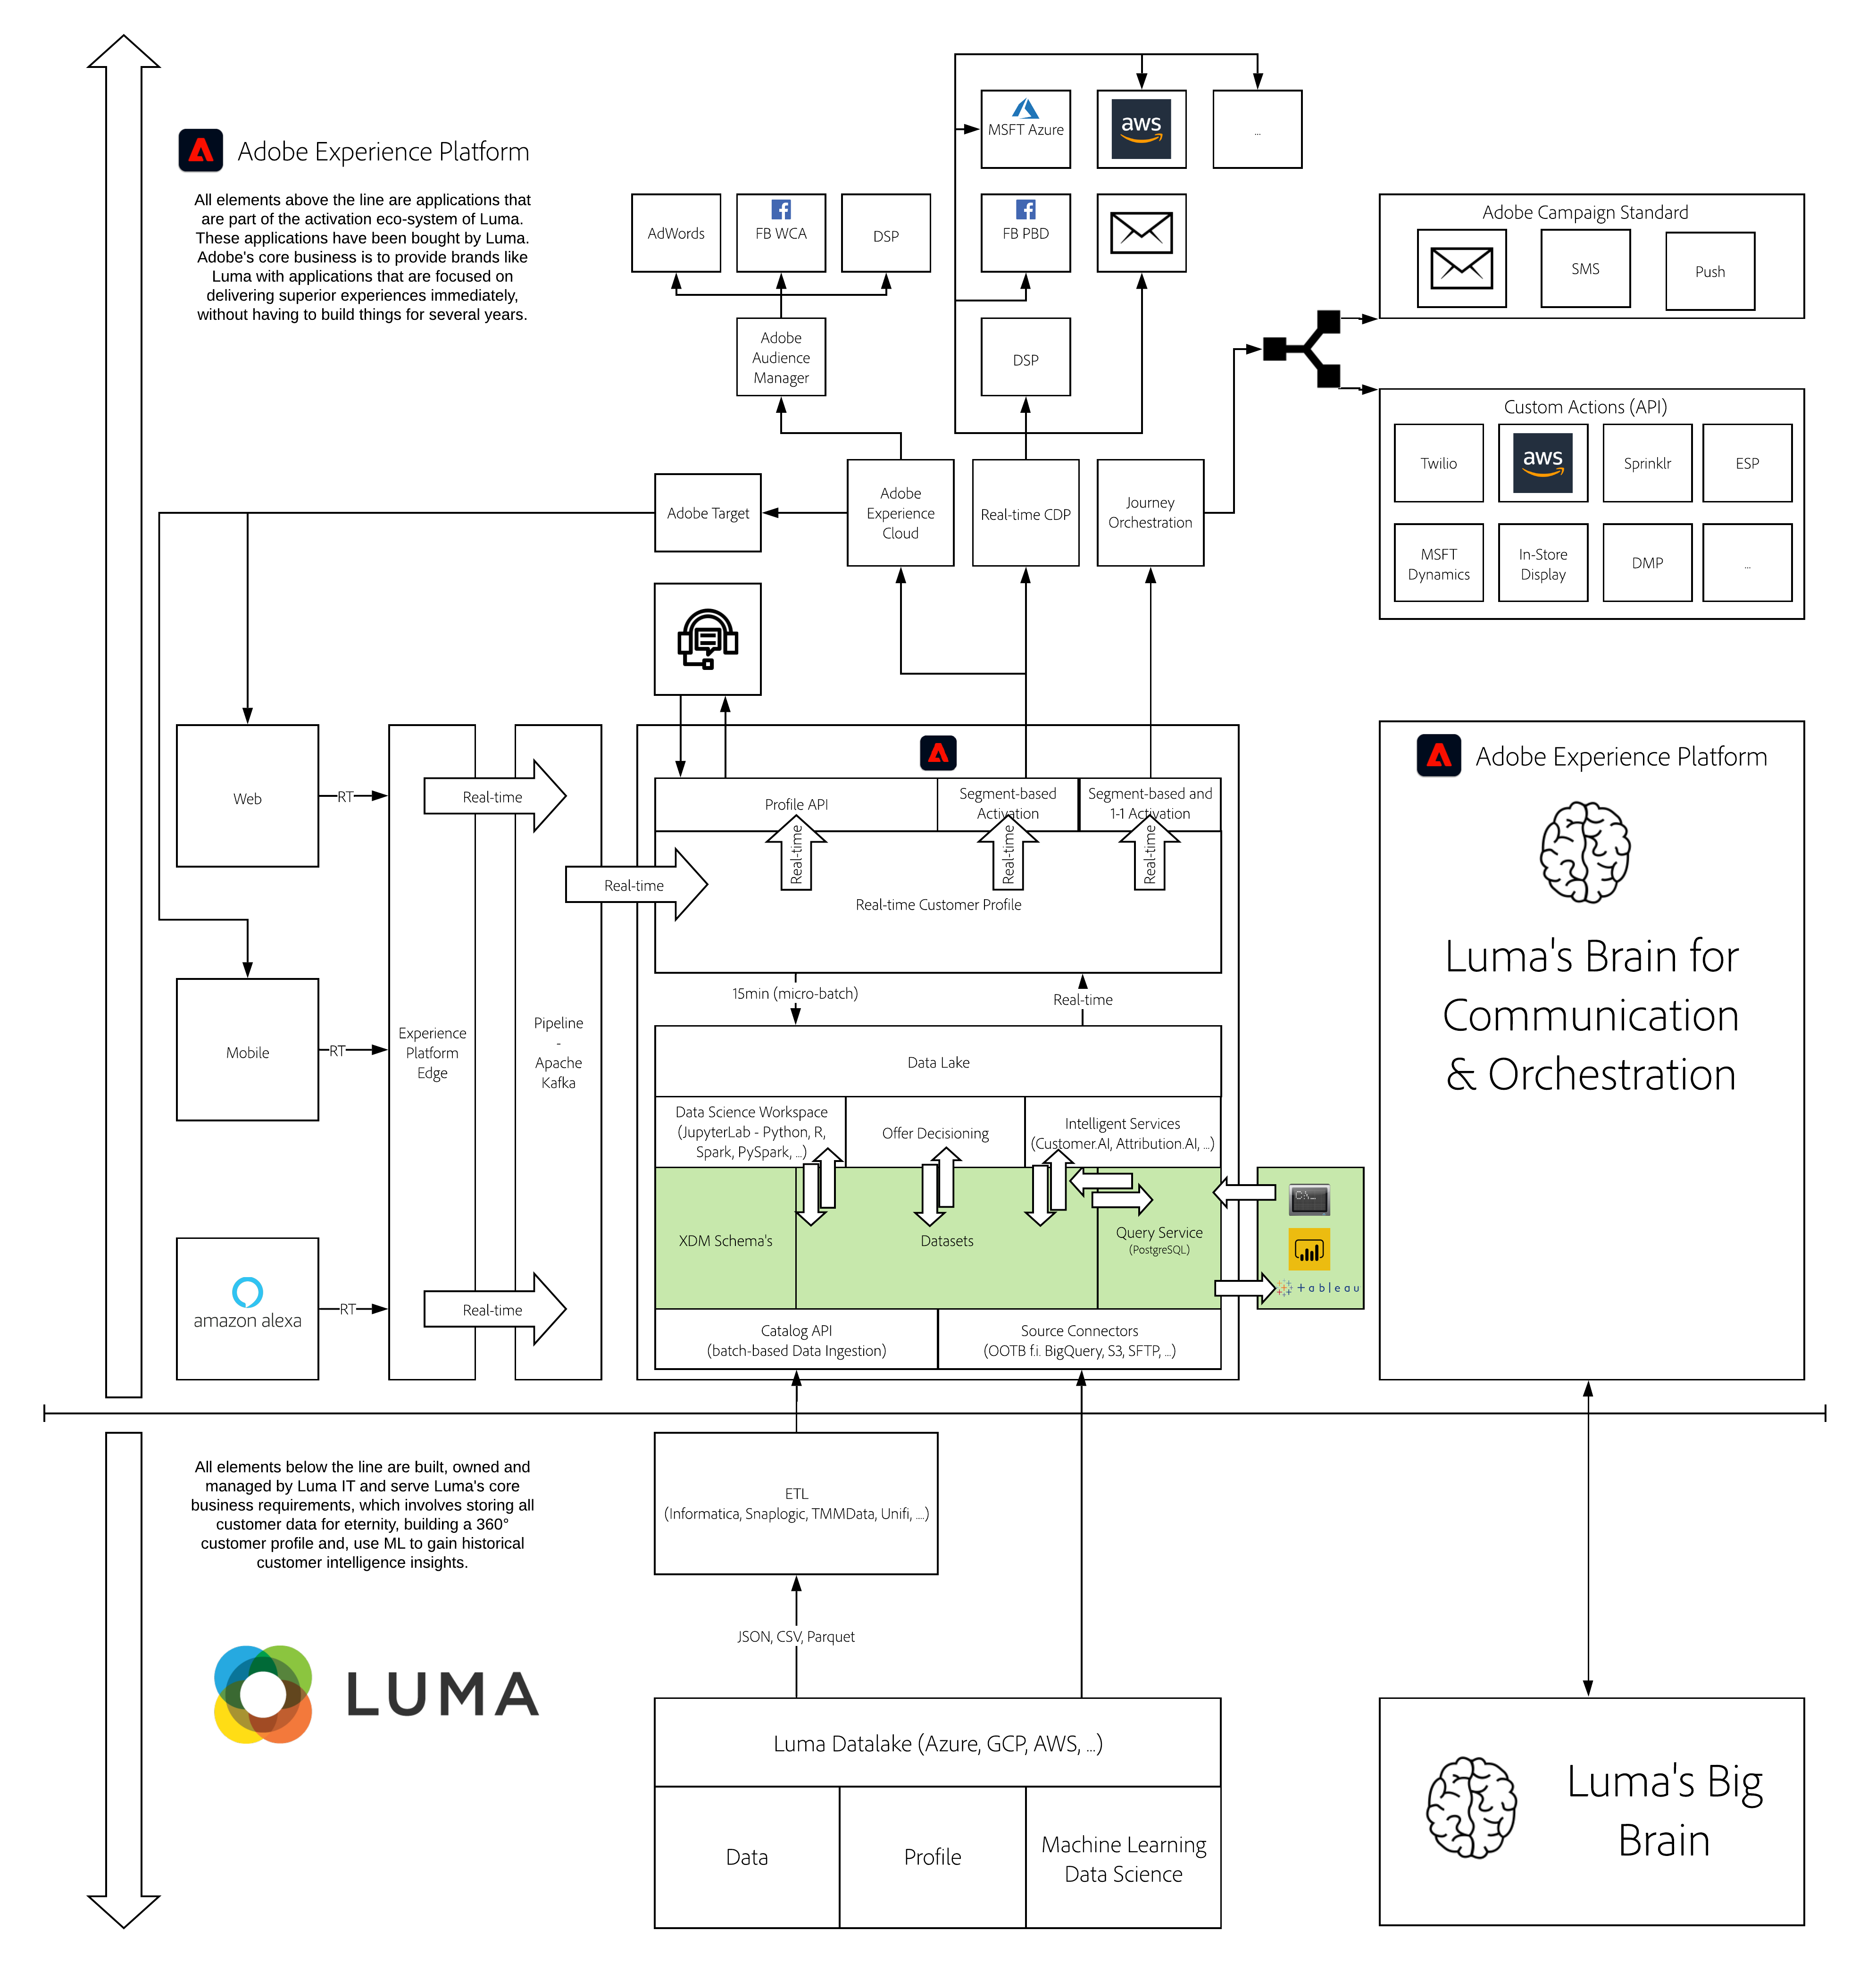 MSFT Azure
aws
...
Adobe Experience Platform
All elements above the line are applications that
are part of the activation eco-system of Luma.
These applications have been bought by Luma.
Adobe's core business is to provide brands like
Luma with applications that are focused on
delivering superior experiences immediately,
without having to build things for several years.
AdWords
FB WCA
DSP
FB PBD
Adobe Campaign Standard
SMS
Push
Adobe
Audience
Manager
DSP
Custom Actions (API)
Twilio
aws
Sprinklr
ESP
MSFT
Dynamics
In-Store
Display
DMP
...
Adobe Target
Adobe
Experience
Cloud
Real-time CDP
Journey
Orchestration
Web
RT
Real-time
Profile API
Segment-based
Activation
Segment-based and
1-1 Activation
Real-time
Real-time
Real-time
Real-time
Real-time Customer Profile
15min (micro-batch)
Real-time
Mobile
RT
Experience
Platform
Edge
Pipeline
-
Apache
Kafka
Data Lake
Data Science Workspace
(JupyterLab - Python, R,
Spark, PySpark, ...)
Offer Decisioning
Intelligent Services
(Customer.AI, Attribution.AI, ...)
XDM Schema's
Datasets
Query Service
(PostgreSQL)
C:\_
+ableau
amazon alexa
RT
Real-time
Catalog API
(batch-based Data Ingestion)
Source Connectors
(OOTB f.i. BigQuery, S3, SFTP, ...)
Adobe Experience Platform
Luma's Brain for
Communication
& Orchestration
All elements below the line are built, owned and
managed by Luma IT and serve Luma's core
business requirements, which involves storing all
customer data for eternity, building a 360°
customer profile and, use ML to gain historical
customer intelligence insights.
ETL
(Informatica, Snaplogic, TMMData, Unifi, ....)
JSON, CSV, Parquet
LUMA
Luma Datalake (Azure, GCP, AWS, ...)
Data
Profile
Machine Learning
Data Science
Luma's Big
Brain